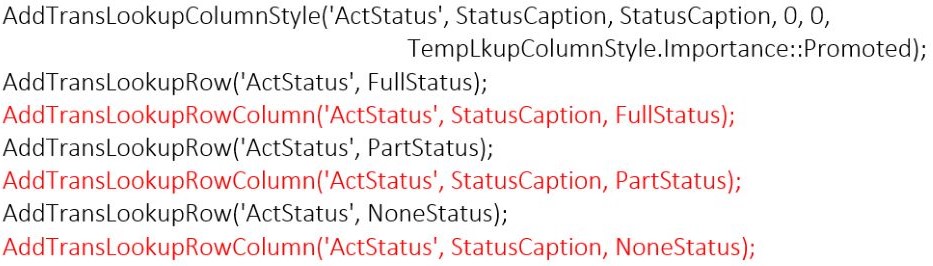 AddTransLookupColumnStyle('ActStatus', StatusCaption, StatusCaption, 0, 0,
TempLkupColumnStyle.Importance::Promoted);
AddTransLookupRow('ActStatus', FullStatus);
AddTransLookupRowColumn('ActStatus', StatusCaption, FullStatus);
AddTransLookupRow('ActStatus', PartStatus);
AddTransLookupRowColumn('ActStatus', StatusCaption, PartStatus);
AddTransLookupRow('ActStatus', NoneStatus);
AddTransLookupRowColumn('ActStatus', StatusCaption, NoneStatus);